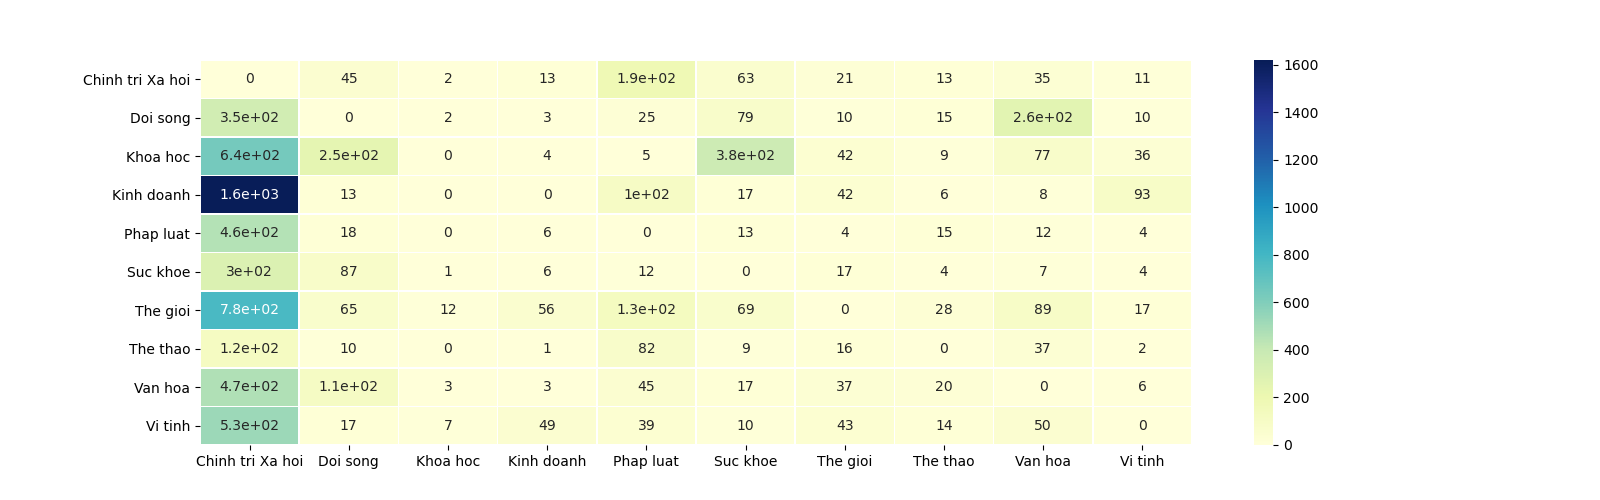 Chinh tri Xa hoi 0 45 2 13 1.9e+02 63 21 13 35 11
Doi song 3.5e+02 0 2 3 25 79 10 15 2.6e+02 10
Khoa hoc 6.4e+02 2.5e+02 0 4 5 3.8e+02 42 9 77 36
Kinh doanh 1.6e+03 13 0 0 1e+02 17 42 6 8 93
Phap luat 4.6e+02 18 0 6 0 13 4 15 12 4
Suc khoe 3e+02 87 1 6 12 0 17 4 7 4
The gioi 7.8e+02 65 12 56 1.3e+02 69 0 28 89 17
The thao 1.2e+02 10 0 1 82 9 16 0 37 2
Van hoa 4.7e+02 1.1e+02 3 3 45 17 37 20 0 6
Vi tinh 5.3e+02 17 7 49 39 10 43 14 50 0
Chinh tri Xa hoi Doi song Khoa hoc Kinh doanh Phap luat Suc khoe The gioi The thao Van hoa Vi tinh
1600
1400
1200
1000
800
600
400
200
0